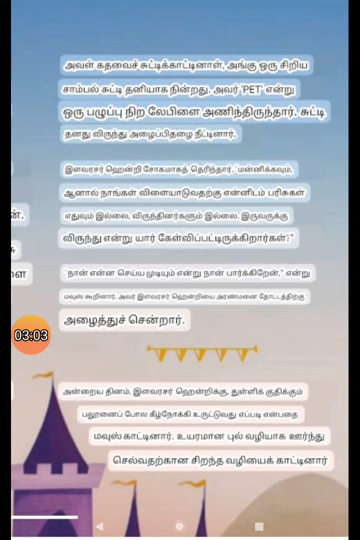 அவள் கதவைச் சுட்டிக்காட்டினாள், அங்கு ஒரு சிறிய
சாம்பல் சுட்டி தனியாக நின்றது. அவர் 'PET' என்று
ஒரு பழுப்பு நிற லேபிளை அணிந்திருந்தார். சுட்டி
தனது விருந்து அழைப்பிதழை நீட்டினார்.
இளவரசர் ஹென்றி சோகமாகத் தெரிந்தார். "மன்னிக்கவும்,
ஆனால் நாங்கள் விளையாடுவதற்கு என்னிடம் பரிசுகள்
ன்.
எதுவும் இல்லை, விருந்தினர்களும் இல்லை. இருவருக்கு
விருந்து என்று யார் கேள்விப்பட்டிருக்கிறார்கள்?"
ளை
"நான் என்ன செய்ய முடியும் என்று நான் பார்க்கிறேன்," என்று
மவுஸ் கூறினார், அவர் இளவரசர் ஹென்றியை அரண்மனை தோட்டத்திற்கு
அழைத்துச் சென்றார்.
03:03
அன்றைய தினம், இளவரசர் ஹென்றிக்கு, துள்ளிக் குதிக்கும்
பலூனைப் போல கீழ்நோக்கி உருட்டுவது எப்படி என்பதை
மவுஸ் காட்டினார். உயரமான புல் வழியாக ஊர்ந்து
செல்வதற்கான சிறந்த வழியைக் காட்டினார்